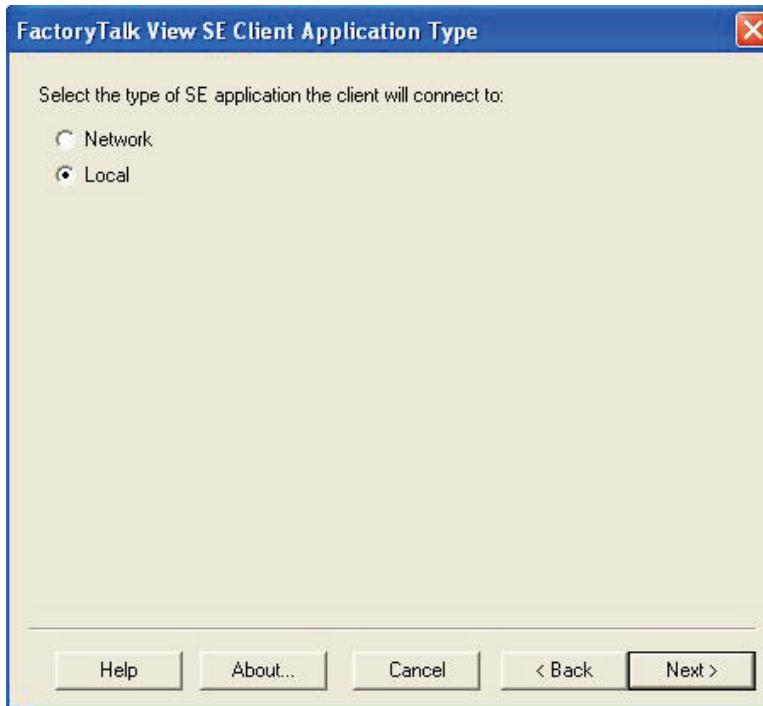 FactoryTalk View SE Client Application Type
Select the type of SE application the client will connect to:
Network
Local
Help About... Cancel < Back Next >